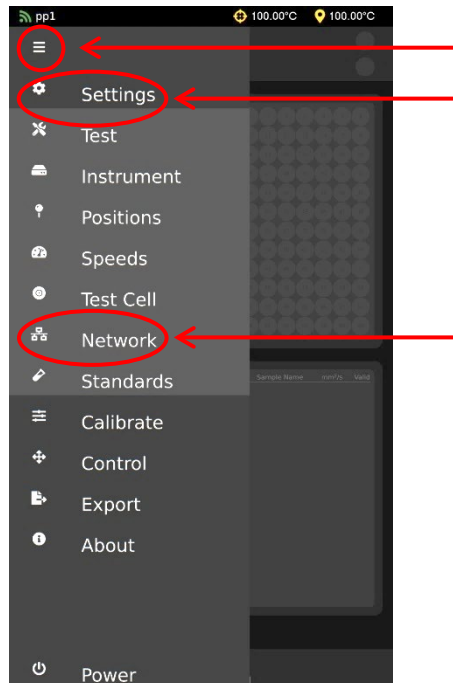 pp1 100.00°C 100.00°C
Settings
Test
Instrument
Positions
Speeds
Test Cell
Network
Standards
Sample Name mm²/s Valid
Calibrate
Control
Export
About
Power